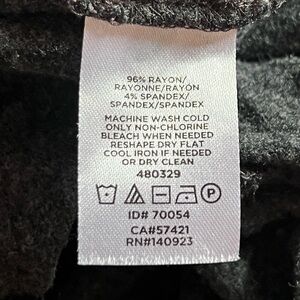 96% RAYON/
RAYONNE/RAYÓN
4% SPANDEX/
SPANDEX/SPANDEX
MACHINE WASH COLD
ONLY NON-CHLORINE
BLEACH WHEN NEEDED
RESHAPE DRY FLAT
COOL IRON IF NEEDED
OR DRY CLEAN
480329
P
ID# 70054
CA#57421
RN#140923